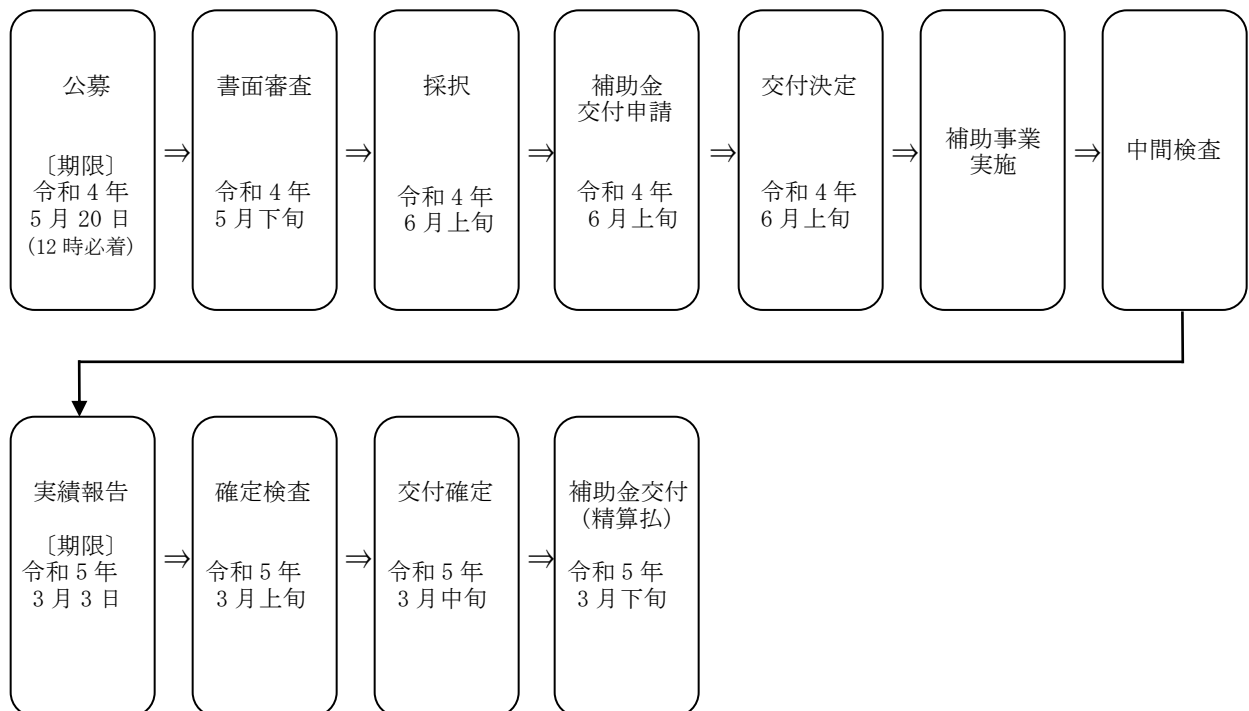 公募
〔期限〕
令和4年
5月20日
(12時必着)
⇒
書面審査
令和4年
5月下旬
⇒
採択
令和4年
6月上旬
⇒
補助金
交付申請
令和4年
6月上旬
⇒
交付決定
令和4年
6月上旬
⇒
補助事業
実施
⇒
中間検査
実績報告
〔期限〕
令和5年
3月3日
⇒
確定検査
令和5年
3月上旬
⇒
交付確定
令和5年
3月中旬
⇒
補助金交付
(精算払)
令和5年
3月下旬